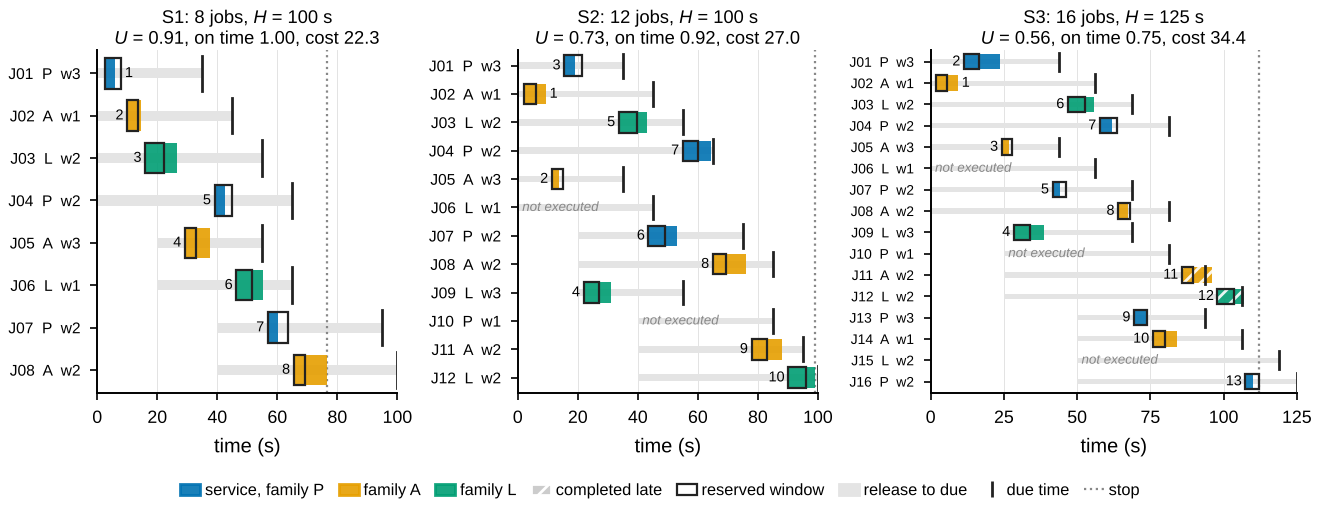 S1: 8 jobs, H = 100 s
U = 0.91, on time 1.00, cost 22.3
J01 P w3
1
J02 A w1
2
J03 L w2
3
J04 P w2
5
J05 A w3
4
J06 L w1
6
J07 P w2
7
J08 A w2
8
0 20 40 60 80 100
time (s)
S2: 12 jobs, H = 100 s
U = 0.73, on time 0.92, cost 27.0
J01 P w3
3
J02 A w1
1
J03 L w2
5
J04 P w2
7
J05 A w3
2
J06 L w1
not executed
J07 P w2
6
J08 A w2
8
J09 L w3
4
J10 P w1
not executed
J11 A w2
9
J12 L w2
10
0 20 40 60 80 100
time (s)
S3: 16 jobs, H = 125 s
U = 0.56, on time 0.75, cost 34.4
J01 P w3
2
J02 A w1
1
J03 L w2
6
J04 P w2
7
J05 A w3
3
J06 L w1
not executed
J07 P w2
5
J08 A w2
8
J09 L w3
4
J10 P w1
not executed
J11 A w2
11
J12 L w2
12
J13 P w3
9
J14 A w1
10
J15 L w2
not executed
J16 P w2
13
0 25 50 75 100 125
time (s)
service, family P family A family L completed late reserved window release to due due time stop